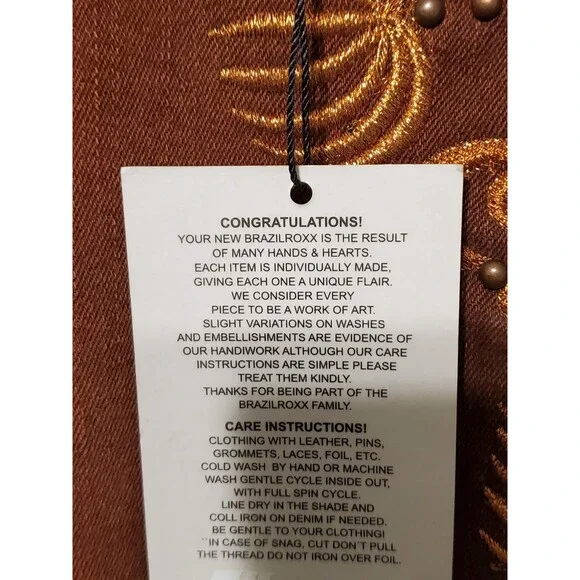 CONGRATULATIONS!
YOUR NEW BRAZILROXX IS THE RESULT
OF MANY HANDS & HEARTS.
EACH ITEM IS INDIVIDUALLY MADE,
GIVING EACH ONE A UNIQUE FLAIR.
WE CONSIDER EVERY
PIECE TO BE A WORK OF ART.
SLIGHT VARIATIONS ON WASHES
AND EMBELLISHMENTS ARE EVIDENCE OF
OUR HANDIWORK ALTHOUGH OUR CARE
INSTRUCTIONS ARE SIMPLE PLEASE
TREAT THEM KINDLY.
THANKS FOR BEING PART OF THE
BRAZILROXX FAMILY.
CARE INSTRUCTIONS!
CLOTHING WITH LEATHER, PINS,
GROMMETS, LACES, FOIL, ETC.
COLD WASH BY HAND OR MACHINE
WASH GENTLE CYCLE INSIDE OUT,
WITH FULL SPIN CYCLE.
LINE DRY IN THE SHADE AND
COLL IRON ON DENIM IF NEEDED.
BE GENTLE TO YOUR CLOTHING!
¨IN CASE OF SNAG, CUT DON´T PULL
THE THREAD DO NOT IRON OVER FOIL.